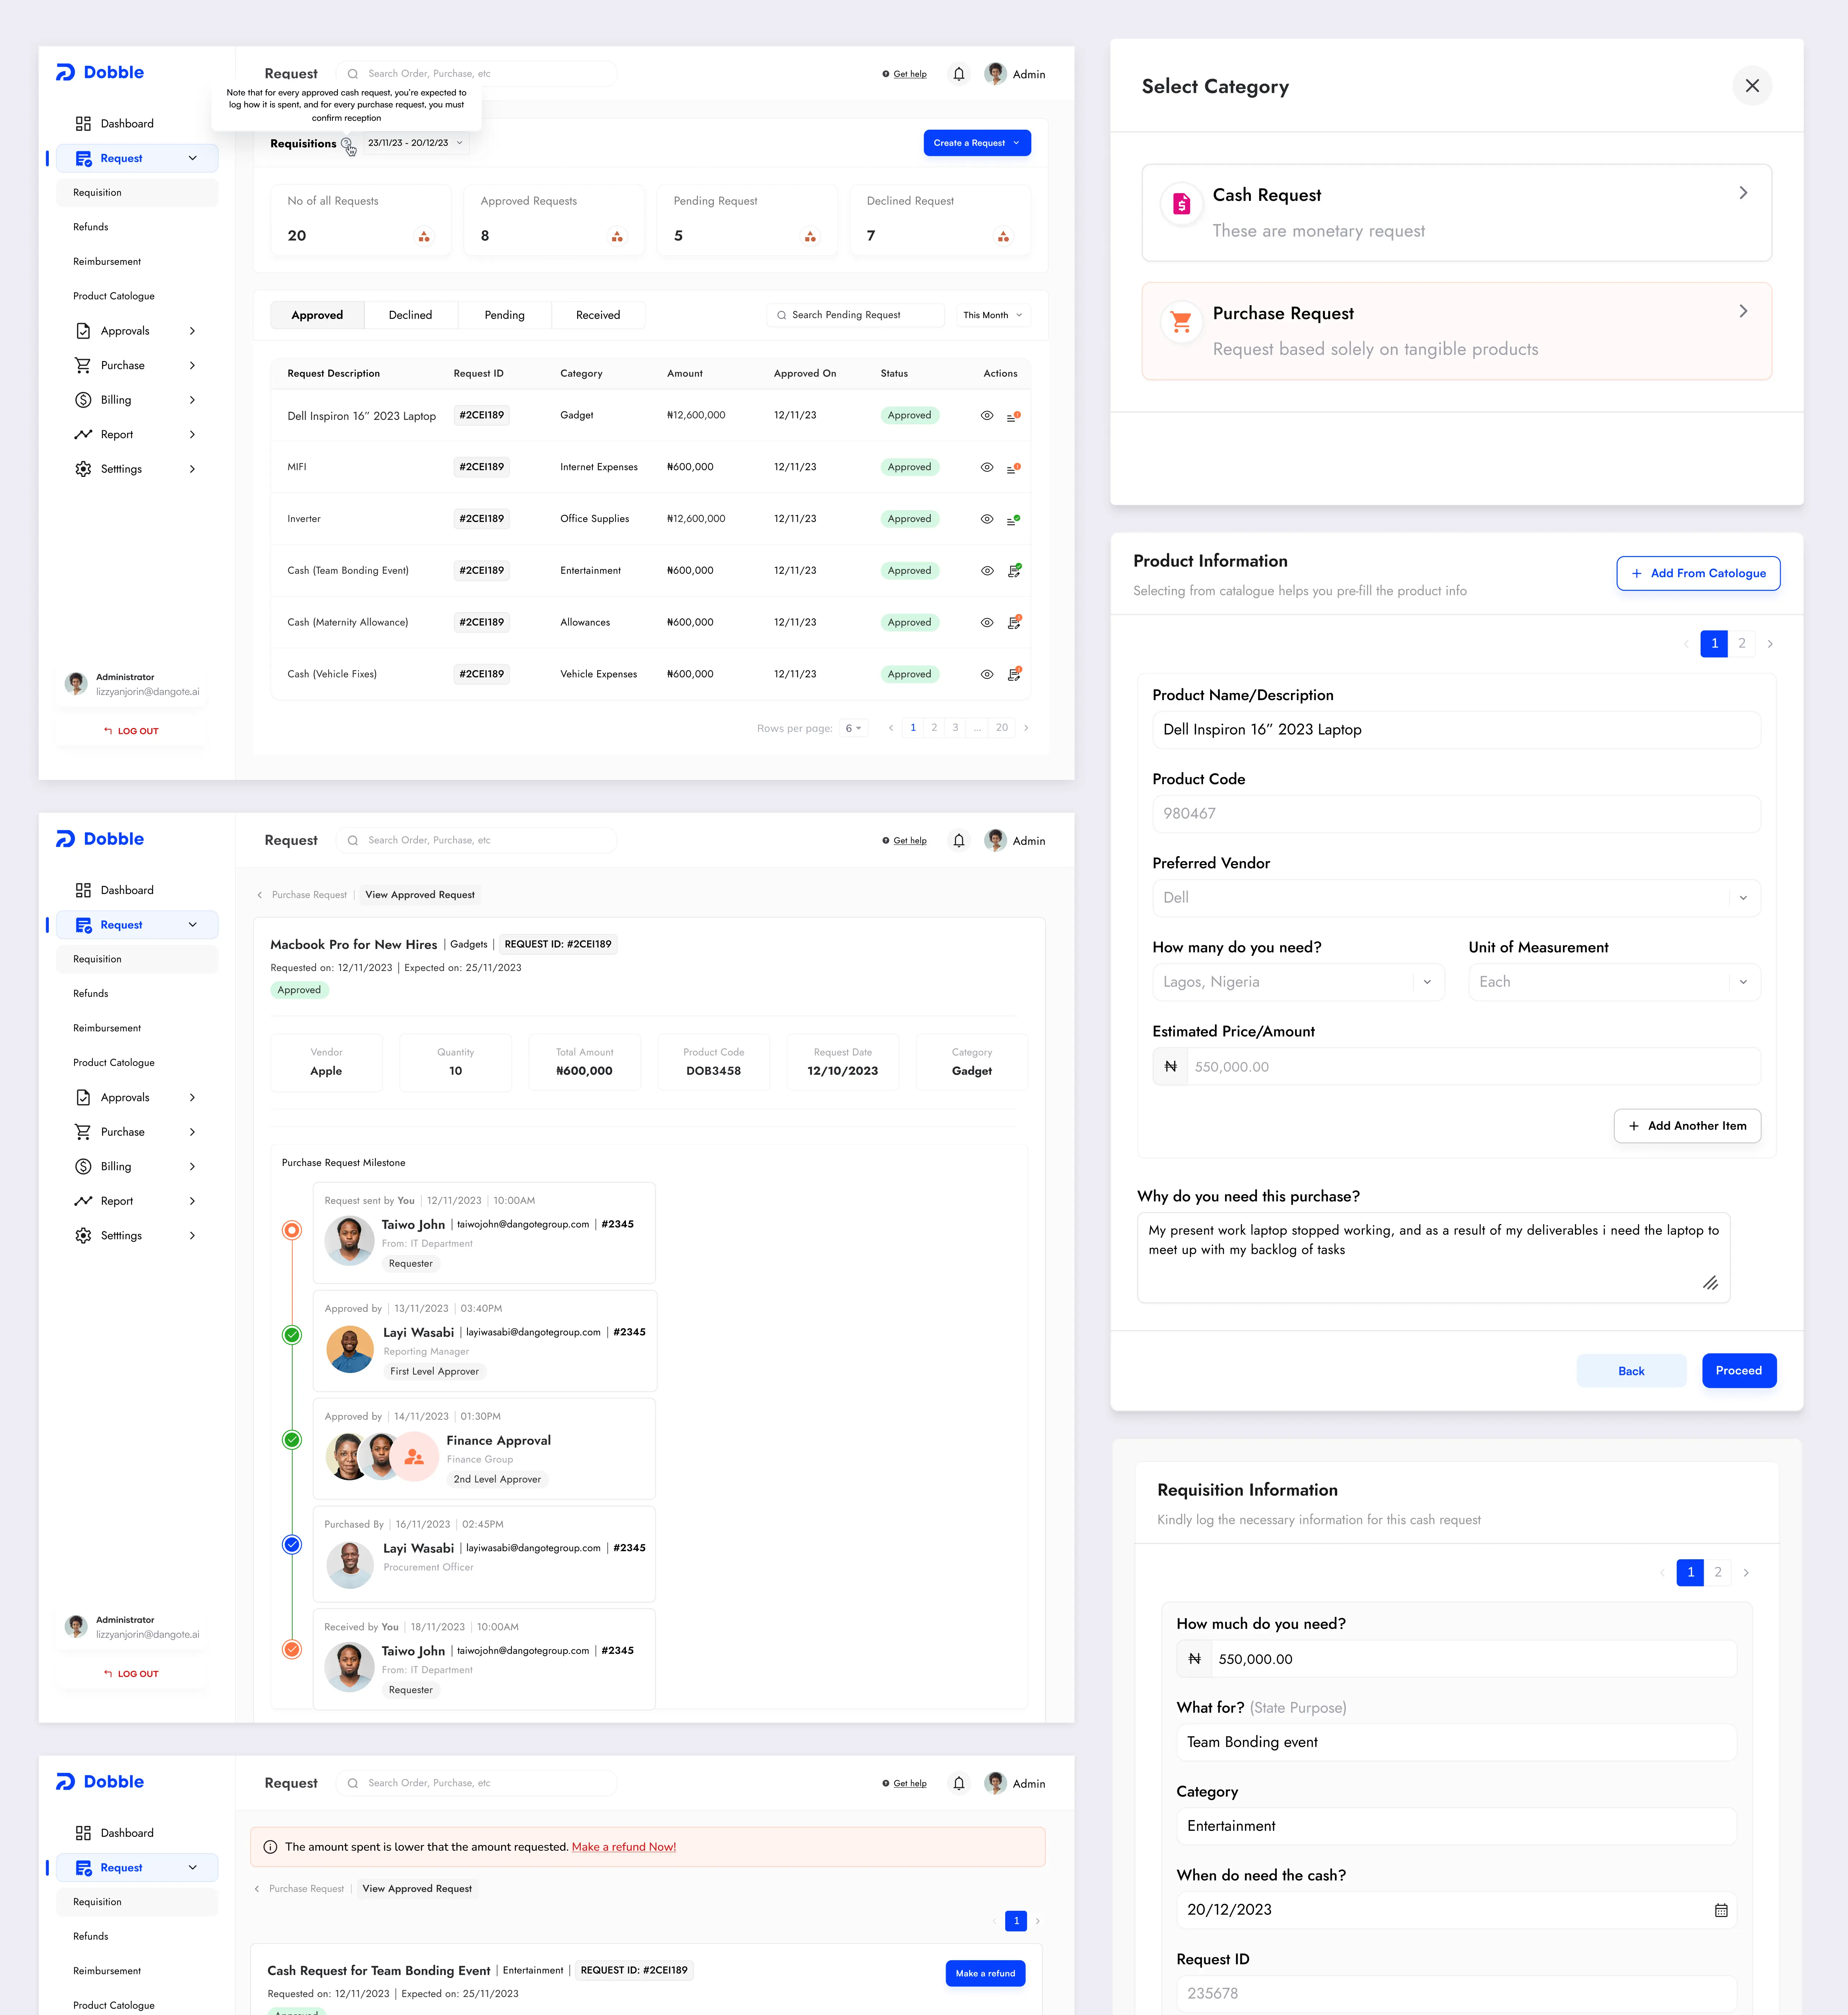 Dobble
Request
Search Order, Purchase, etc
Get help
Admin
Note that for every approved cash request, you're expected to
log how it is spent, and for every purchase request, you must
confirm reception
Dashboard
Request
Requisition
Refunds
Reimbursement
Product Catologue
Approvals
Purchase
Billing
Report
Setttings
Administrator
lizzyanjorin@dangote.ai
LOG OUT
Requisitions
23/11/23 - 20/12/23
Create a Request
No of all Requests
20
Approved Requests
8
Pending Request
5
Declined Request
7
Approved
Declined
Pending
Received
Search Pending Request
This Month
Request Description Request ID Category Amount Approved On Status Actions
Dell Inspiron 16” 2023 Laptop #2CEI189 Gadget ₦12,600,000 12/11/23 Approved
MIFI #2CEI189 Internet Expenses ₦600,000 12/11/23 Approved
Inverter #2CEI189 Office Supplies ₦12,600,000 12/11/23 Approved
Cash (Team Bonding Event) #2CEI189 Entertainment ₦600,000 12/11/23 Approved
Cash (Maternity Allowance) #2CEI189 Allowances ₦600,000 12/11/23 Approved
Cash (Vehicle Fixes) #2CEI189 Vehicle Expenses ₦600,000 12/11/23 Approved
Rows per page: 6 1 2 3 ... 20
Select Category
Cash Request
These are monetary request
Purchase Request
Request based solely on tangible products
Product Information
Selecting from catalogue helps you pre-fill the product info
+ Add From Catologue
1 2
Product Name/Description
Dell Inspiron 16” 2023 Laptop
Product Code
980467
Preferred Vendor
Dell
How many do you need?
Lagos, Nigeria
Unit of Measurement
Each
Estimated Price/Amount
₦ 550,000.00
+ Add Another Item
Why do you need this purchase?
My present work laptop stopped working, and as a result of my deliverables i need the laptop to
meet up with my backlog of tasks
Back
Proceed
Dobble
Request
Search Order, Purchase, etc
Get help
Admin
Dashboard
Request
Requisition
Refunds
Reimbursement
Product Catologue
Approvals
Purchase
Billing
Report
Setttings
Administrator
lizzyanjorin@dangote.ai
LOG OUT
Purchase Request | View Approved Request
Macbook Pro for New Hires | Gadgets | REQUEST ID: #2CEI189
Requested on: 12/11/2023 | Expected on: 25/11/2023
Approved
Vendor
Apple
Quantity
10
Total Amount
₦600,000
Product Code
DOB3458
Request Date
12/10/2023
Category
Gadget
Purchase Request Milestone
Request sent by You | 12/11/2023 | 10:00AM
Taiwo John | taiwojohn@dangotegroup.com | #2345
From: IT Department
Requester
Approved by | 13/11/2023 | 03:40PM
Layi Wasabi | layiwasabi@dangotegroup.com | #2345
Reporting Manager
First Level Approver
Approved by | 14/11/2023 | 01:30PM
Finance Approval
Finance Group
2nd Level Approver
Purchased By | 16/11/2023 | 02:45PM
Layi Wasabi | layiwasabi@dangotegroup.com | #2345
Procurement Officer
Received by You | 18/11/2023 | 10:00AM
Taiwo John | taiwojohn@dangotegroup.com | #2345
From: IT Department
Requester
Requisition Information
Kindly log the necessary information for this cash request
1 2
How much do you need?
₦ 550,000.00
What for? (State Purpose)
Team Bonding event
Category
Entertainment
When do need the cash?
20/12/2023
Request ID
235678
Dobble
Request
Search Order, Purchase, etc
Get help
Admin
Dashboard
Request
Requisition
Refunds
Reimbursement
Product Catologue
The amount spent is lower that the amount requested. Make a refund Now!
Purchase Request | View Approved Request
1
Cash Request for Team Bonding Event | Entertainment | REQUEST ID: #2CEI189
Requested on: 12/11/2023 | Expected on: 25/11/2023
Approved
Make a refund